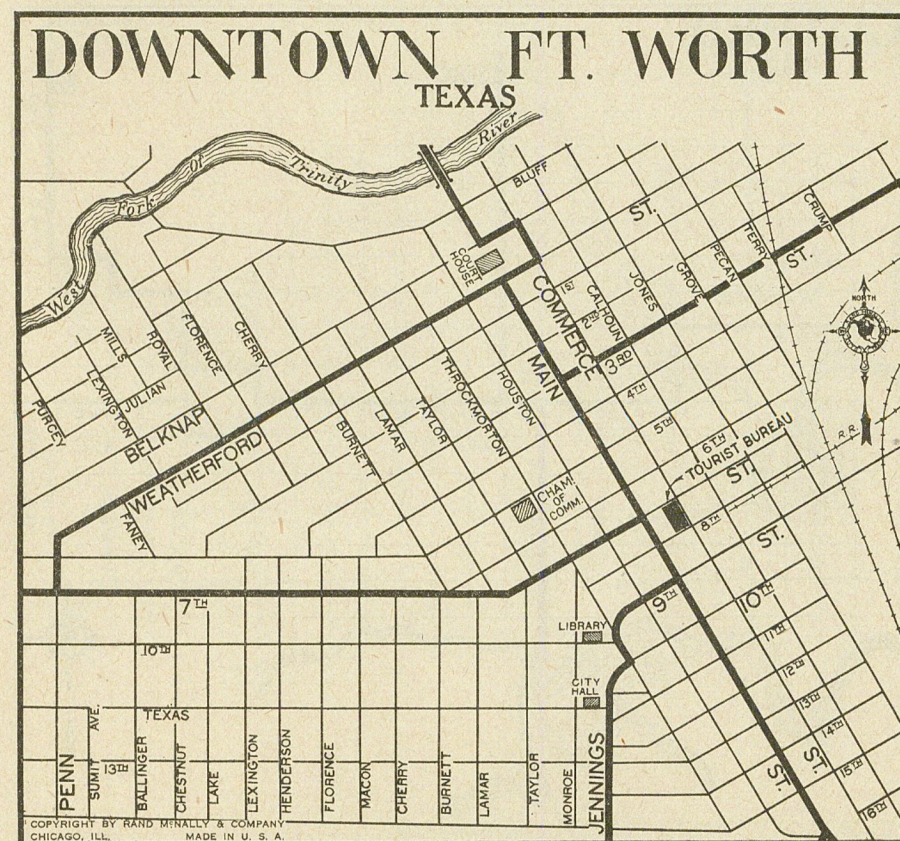 DOWNTOWN FT. WORTH
TEXAS
West Fork Of Trinity River
BLUFF
ST.
CRUMP
TERRY
ST.
PECAN
GROVE
JONES
CALHOUN
1ST
2ND
COURT
HOUSE
COMMERCE
MAIN
3RD
4TH
5TH
6TH
TOURIST BUREAU
ST.
R.R.
NORTH
MILLS
ROYAL
FLORENCE
CHERRY
LEXINGTON
JULIAN
PURCEY
BELKNAP
WEATHERFORD
FANEY
BURNETT
LAMAR
TAYLOR
THROCKMORTON
HOUSTON
CHAM.
OF
COMM.
8TH
ST.
7TH
9TH
10TH
11TH
12TH
13TH
14TH
15TH
16TH
LIBRARY
CITY
HALL
10TH
TEXAS
13TH
PENN
SUMIT AVE.
BALLINGER
CHESTNUT
LAKE
LEXINGTON
HENDERSON
FLORENCE
MACON
CHERRY
BURNETT
LAMAR
TAYLOR
MONROE
JENNINGS
ST.
ST.
COPYRIGHT BY RAND McNALLY & COMPANY
CHICAGO, ILL. MADE IN U. S. A.